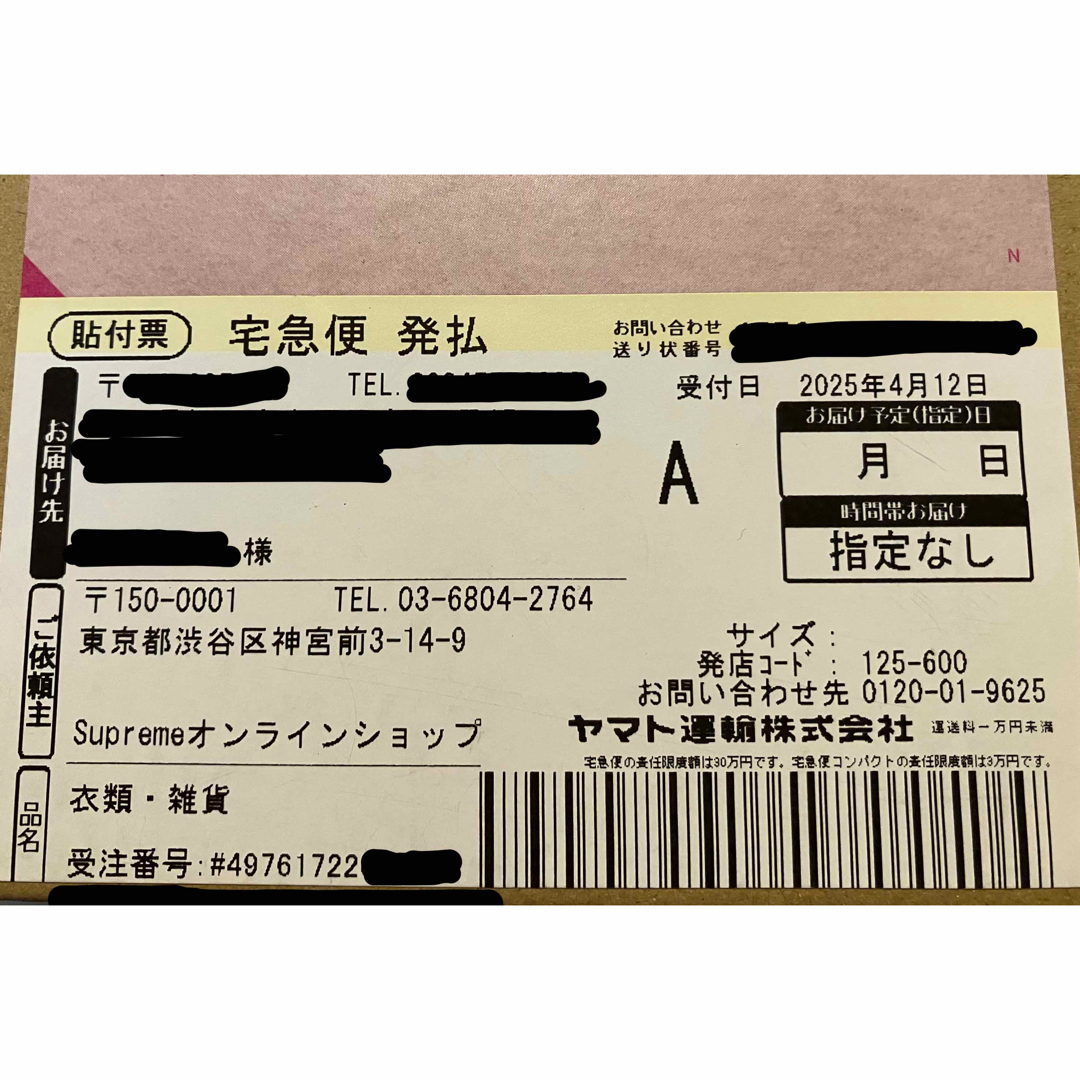 N
貼付票 宅急便 発払
お問い合わせ
送り状番号
〒 TEL.
受付日 2025年4月12日
お届け先
様
A
お届け予定(指定)日
月 日
時間帯お届け
指定なし
ご依頼主
〒150-0001 TEL. 03-6804-2764
東京都渋谷区神宮前3-14-9
Supremeオンラインショップ
サイズ:
発店コード: 125-600
お問い合わせ先 0120-01-9625
ヤマト運輸株式会社 運送料一万円未満
宅急便の責任限度額は30万円です。宅急便コンパクトの責任限度額は3万円です。
品名
衣類・雑貨
受注番号:#49761722